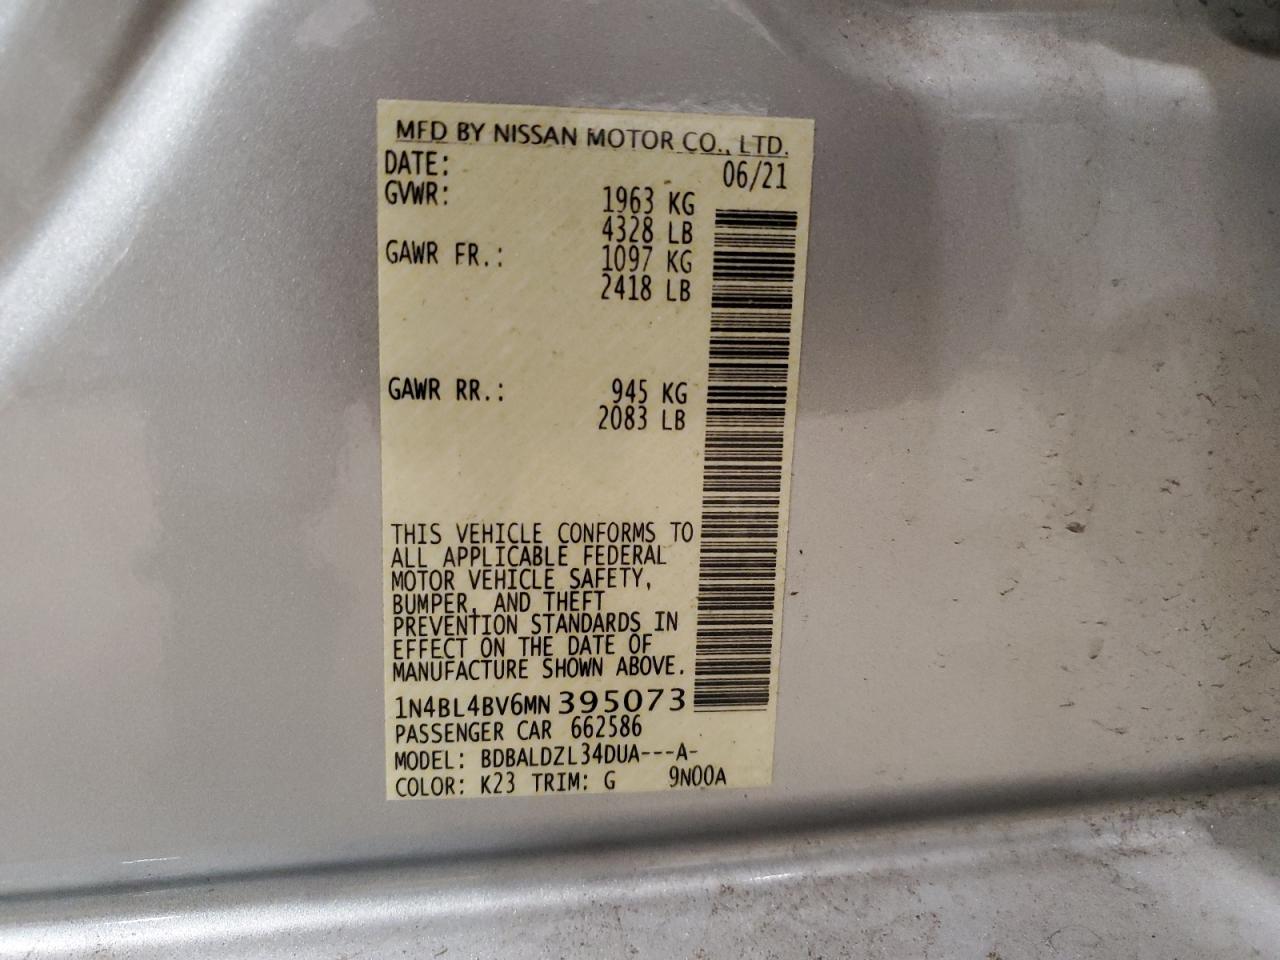 MFD BY NISSAN MOTOR CO., LTD.
DATE: 06/21
GVWR: 1963 KG
4328 LB
GAWR FR.: 1097 KG
2418 LB
GAWR RR.: 945 KG
2083 LB
THIS VEHICLE CONFORMS TO
ALL APPLICABLE FEDERAL
MOTOR VEHICLE SAFETY,
BUMPER, AND THEFT
PREVENTION STANDARDS IN
EFFECT ON THE DATE OF
MANUFACTURE SHOWN ABOVE.
1N4BL4BV6MN395073
PASSENGER CAR 662586
MODEL: BDBALDZL34DUA---A-
COLOR: K23 TRIM: G 9N00A